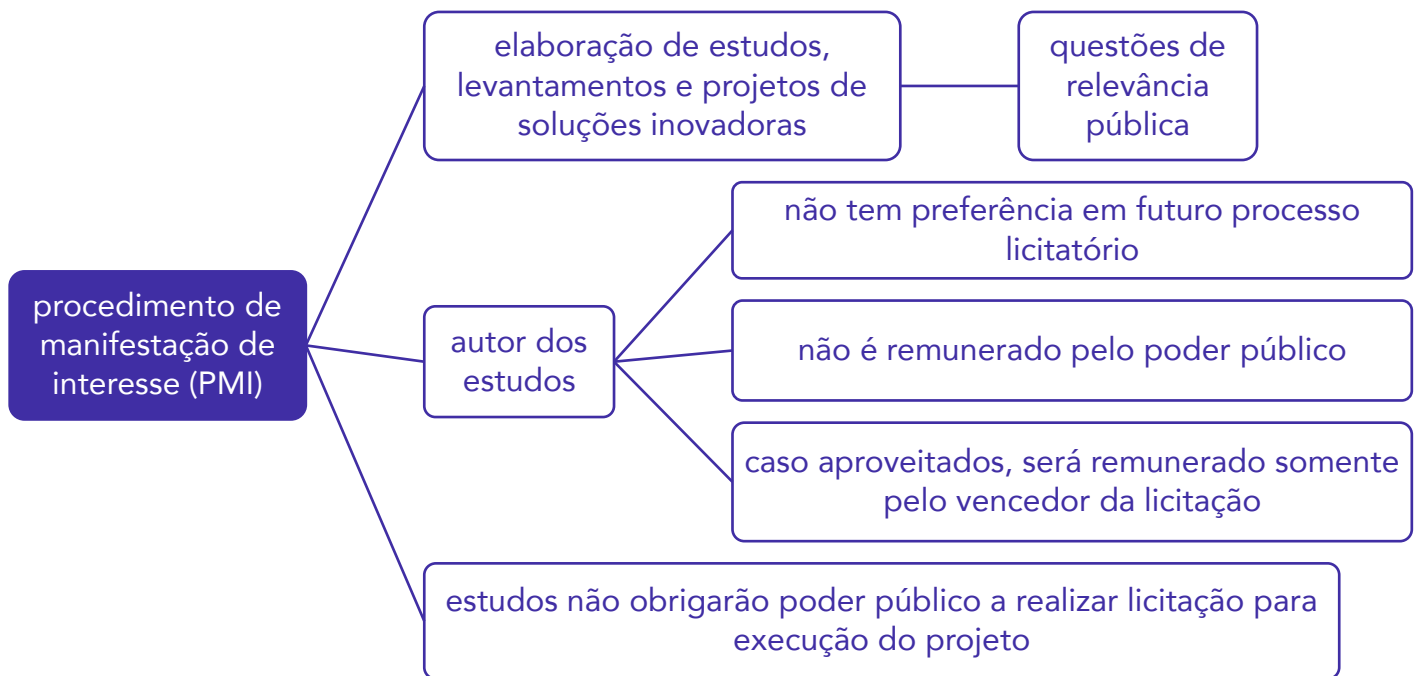 procedimento de
manifestação de
interesse (PMI)
elaboração de estudos,
levantamentos e projetos de
soluções inovadoras
questões de
relevância
pública
autor dos
estudos
não tem preferência em futuro processo
licitatório
não é remunerado pelo poder público
caso aproveitados, será remunerado somente
pelo vencedor da licitação
estudos não obrigarão poder público a realizar licitação para
execução do projeto